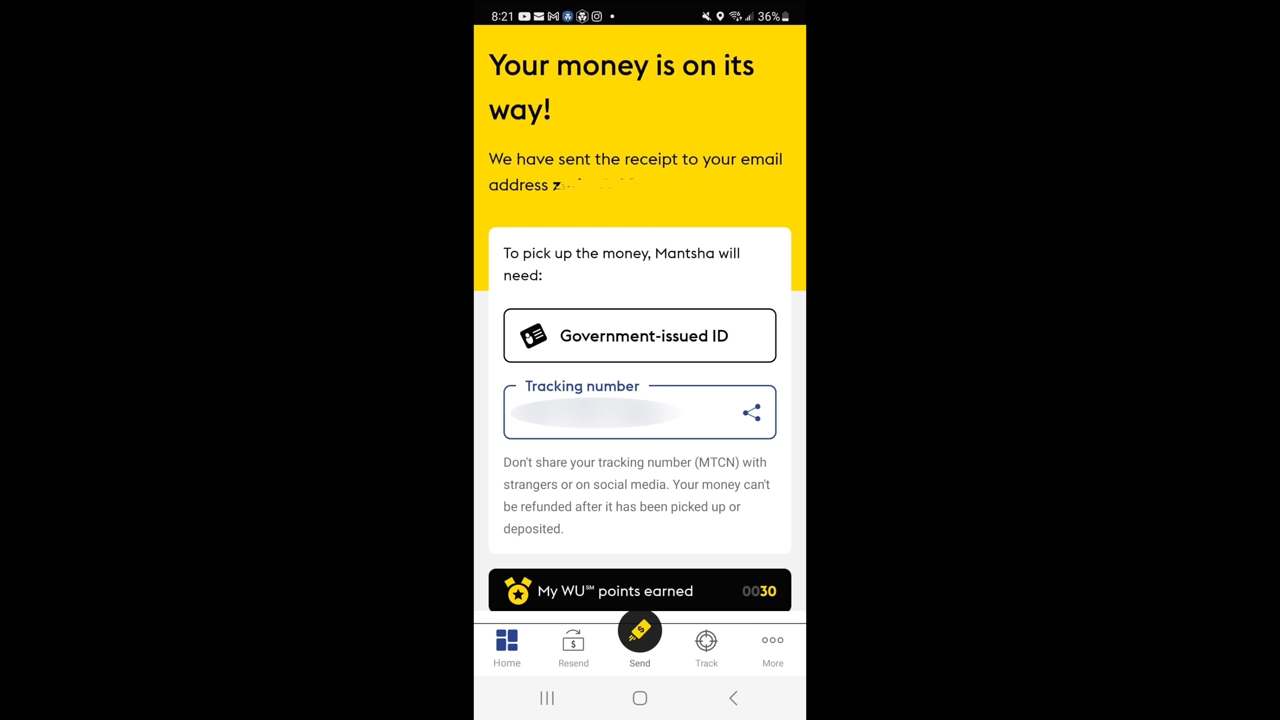 8:21
36%
Your money is on its
way!
We have sent the receipt to your email
address
To pick up the money, Mantsha will
need:
Government-issued ID
Tracking number
Don't share your tracking number (MTCN) with
strangers or on social media. Your money can't
be refunded after it has been picked up or
deposited.
My WU℠ points earned 0030
Home Resend Send Track More